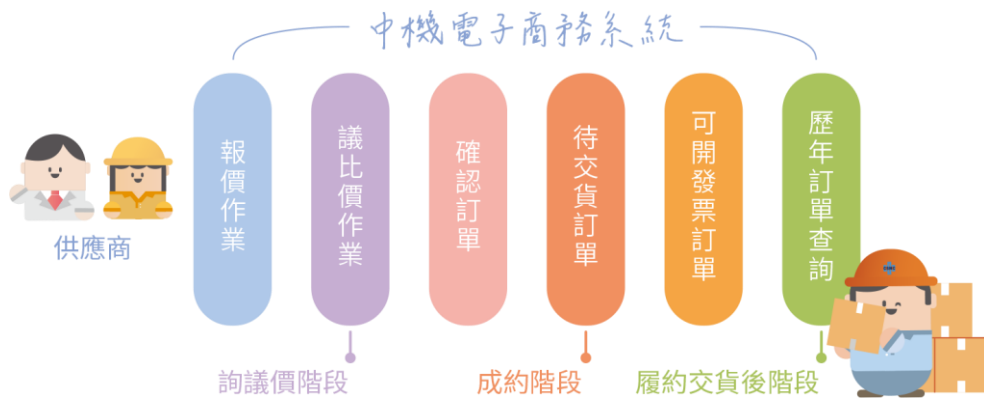 中機電子商務系統
報價作業
議比價作業
確認訂單
待交貨訂單
可開發票訂單
歷年訂單查詢
供應商
詢議價階段
成約階段
履約交貨後階段